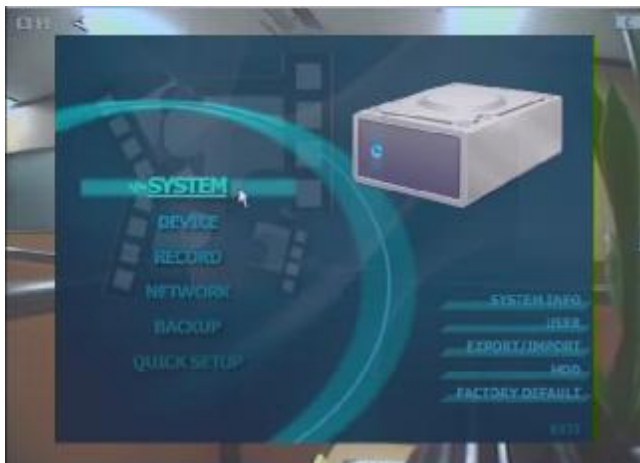 SYSTEM
DEVICE
RECORD
NETWORK
BACKUP
QUICK SETUP
SYSTEM INFO
USER
EXPORT/IMPORT
HDD
FACTORY DEFAULT
EXIT